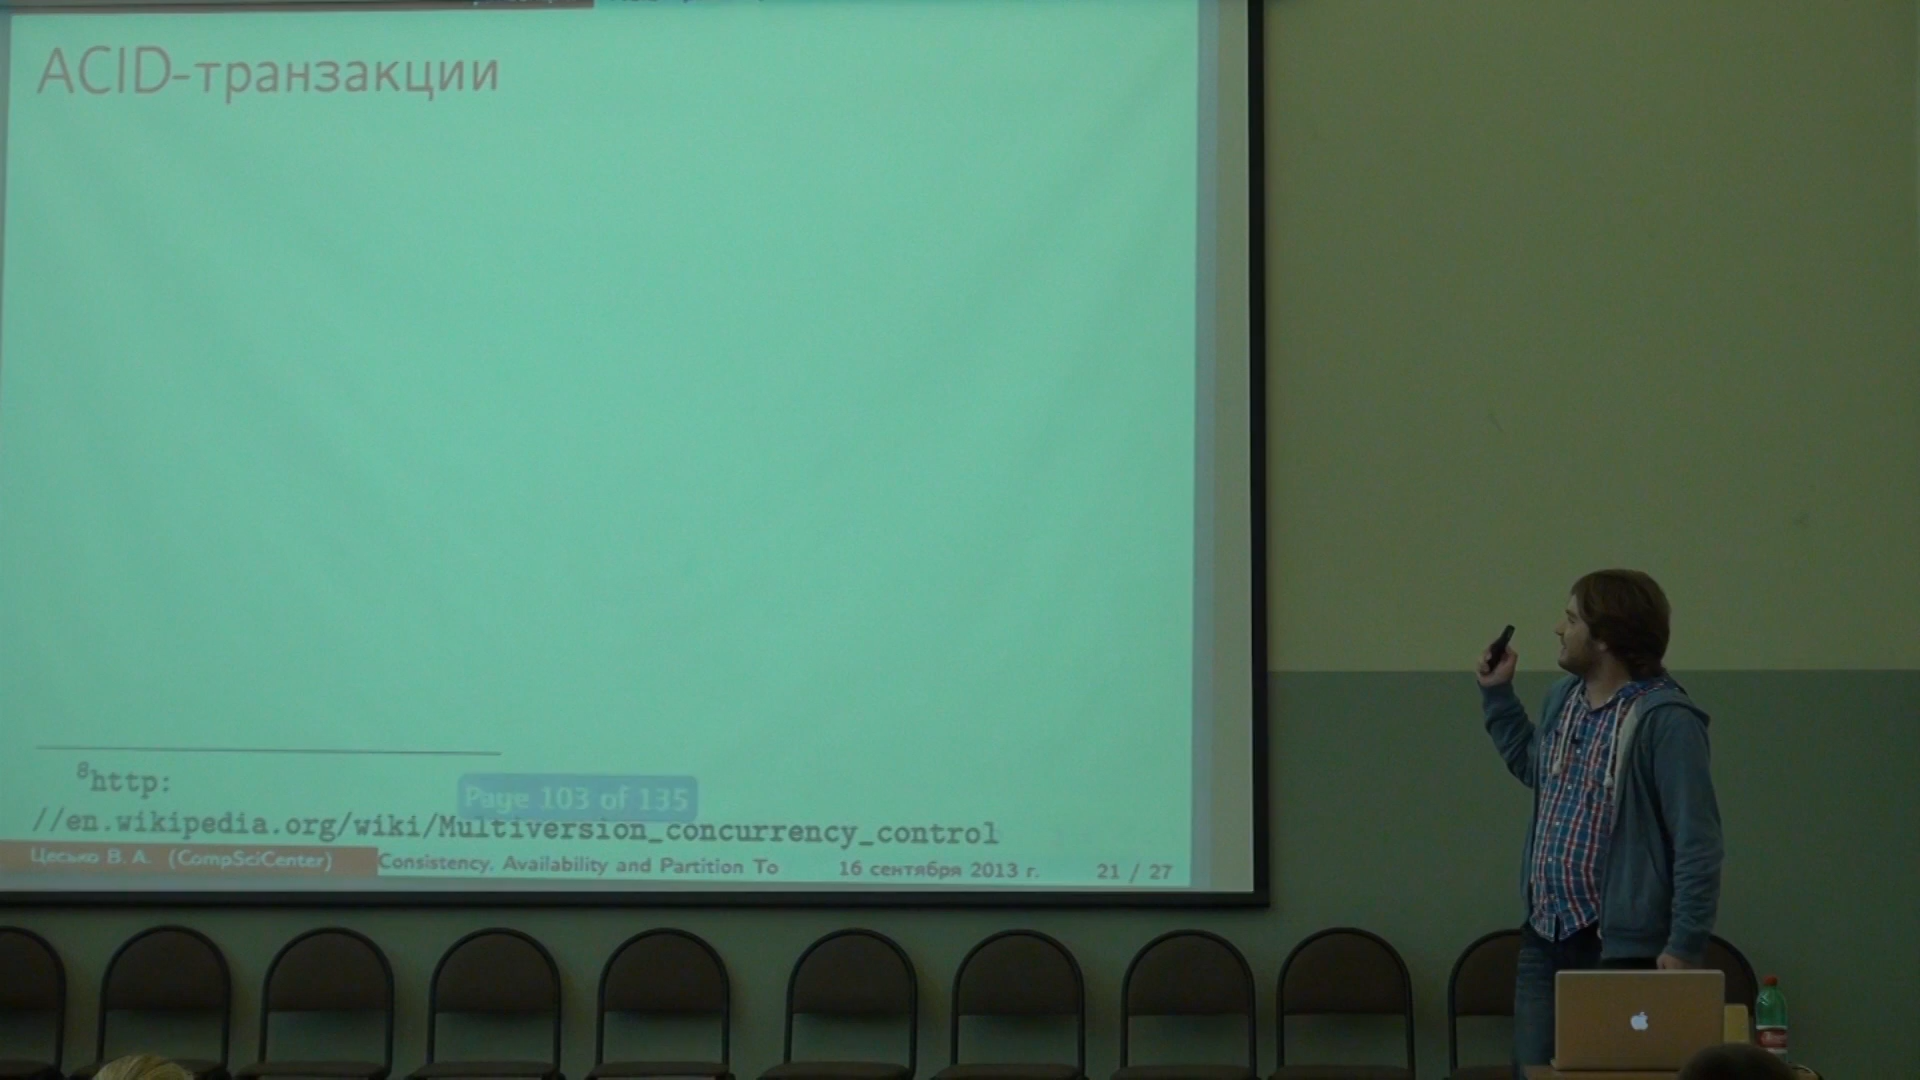 ACID-транзакции
8http:
Page 103 of 135
//en.wikipedia.org/wiki/Multiversion_concurrency_control
Цесько В. А. (CompSciCenter)
Consistency, Availability and Partition To
16 сентября 2013 г.
21 / 27